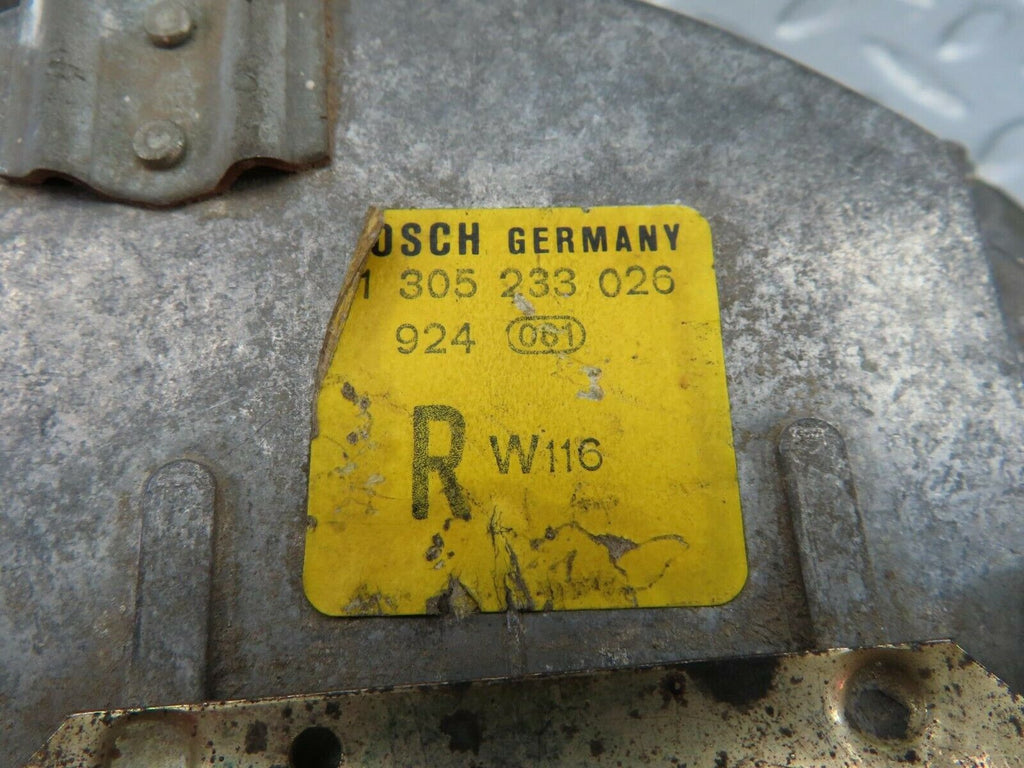 OSCH GERMANY
1 305 233 026
924 061
R W116